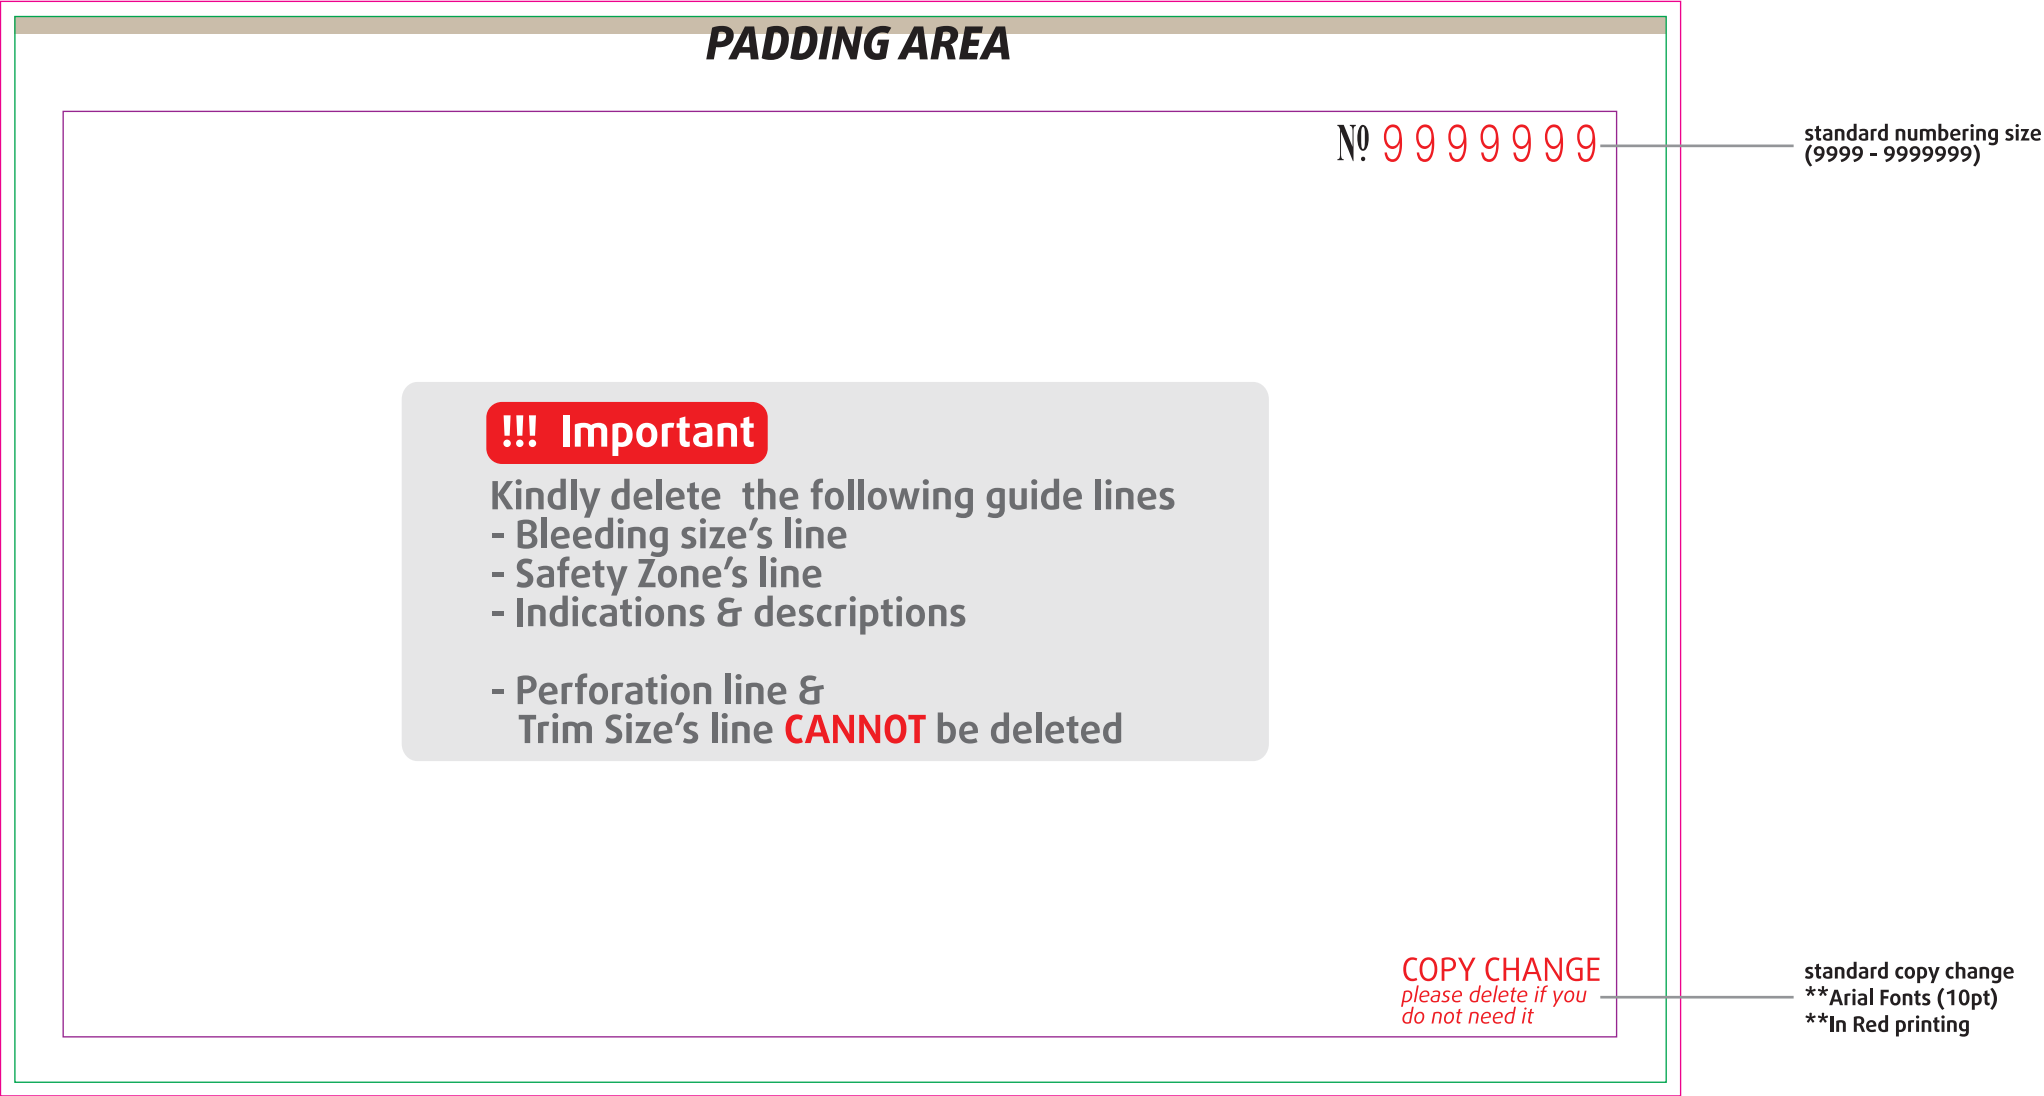 PADDING AREA
Nº 9999999
standard numbering size
(9999 - 9999999)
!!! Important
Kindly delete the following guide lines
- Bleeding size's line
- Safety Zone's line
- Indications & descriptions
- Perforation line &
Trim Size's line CANNOT be deleted
COPY CHANGE
please delete if you
do not need it
standard copy change
**Arial Fonts (10pt)
**In Red printing